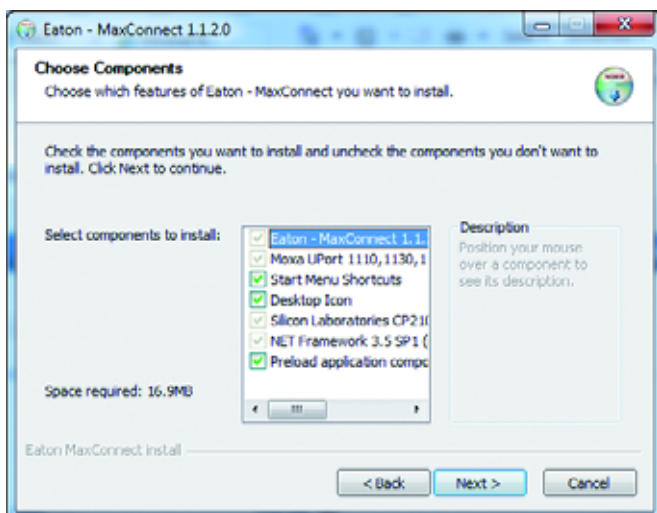 Eaton - MaxConnect 1.1.2.0
Choose Components
Choose which features of Eaton - MaxConnect you want to install.
Check the components you want to install and uncheck the components you don't want to
install. Click Next to continue.
Select components to install:
Eaton - MaxConnect 1.1.
Moxa UPort 1110,1130,1
Start Menu Shortcuts
Desktop Icon
Silicon Laboratories CP210
.NET Framework 3.5 SP1 (
Preload application compo
Description
Position your mouse
over a component to
see its description.
Space required: 16.9MB
Eaton MaxConnect install
< Back
Next >
Cancel